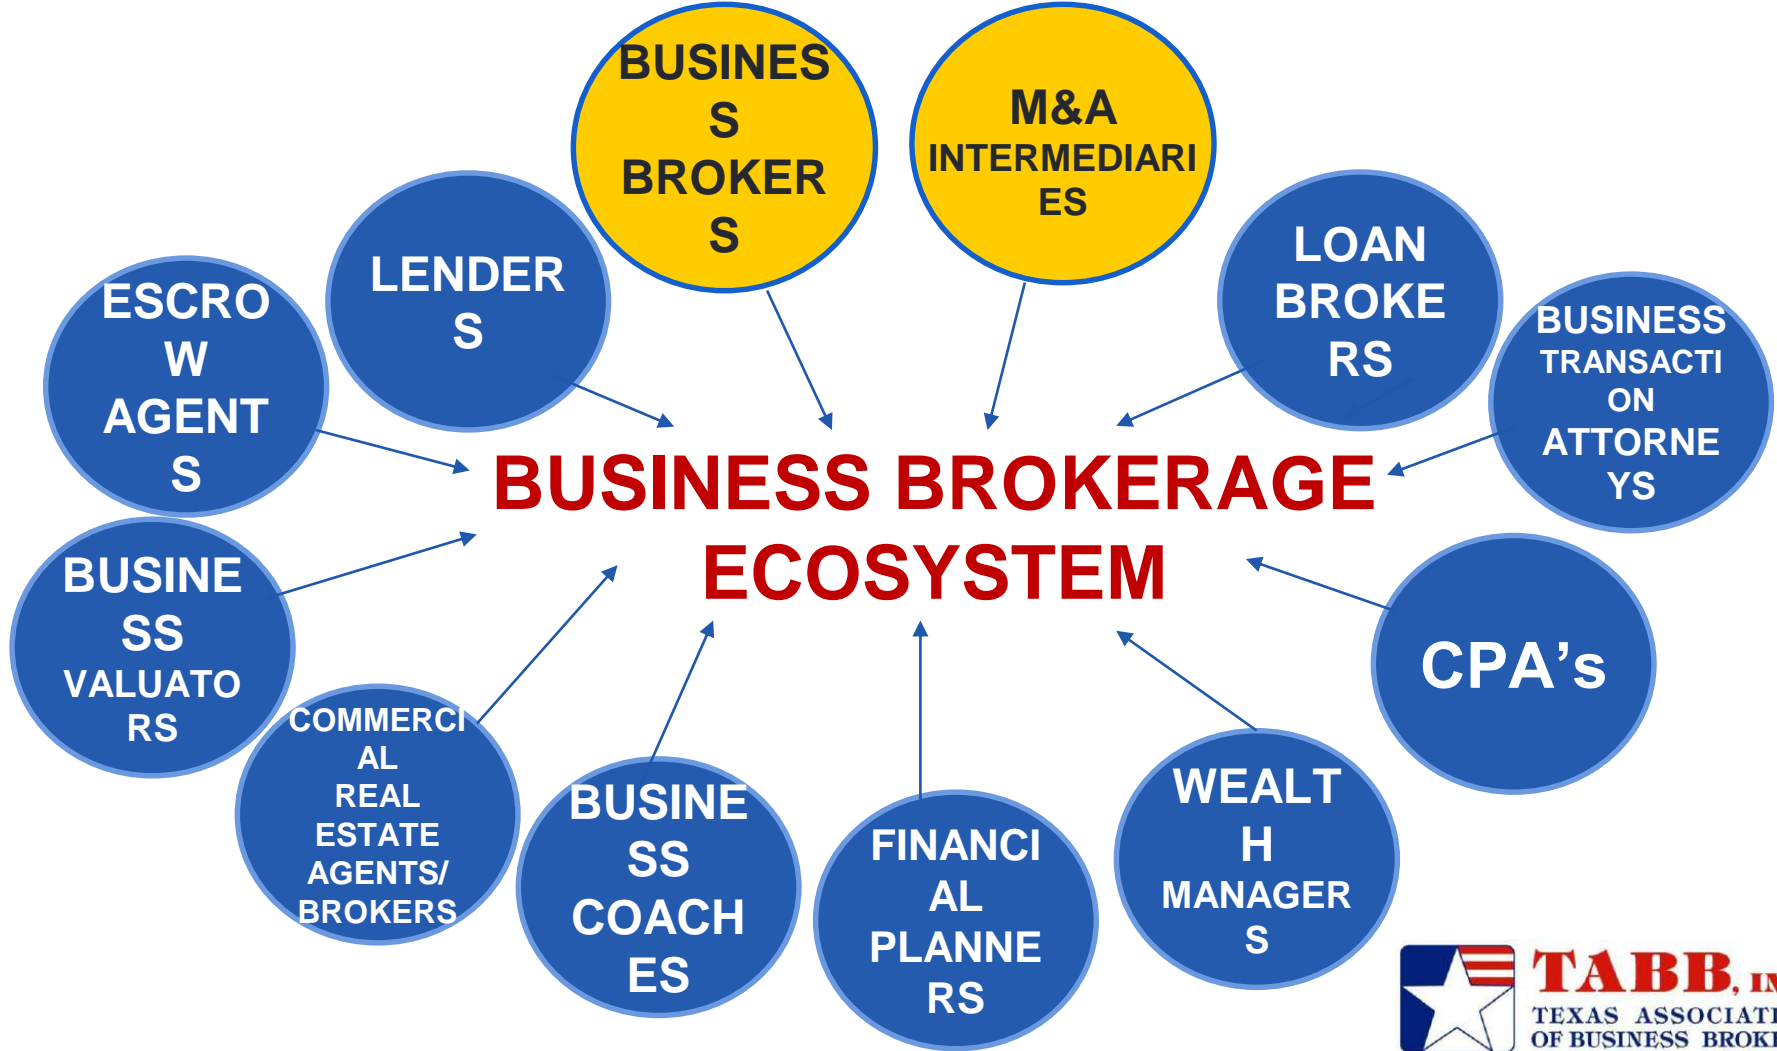 BUSINES
S
BROKER
S
M&A
INTERMEDIARI
ES
LENDER
S
LOAN
BROKE
RS
ESCRO
W
AGENT
S
BUSINESS
TRANSACTI
ON
ATTORNE
YS
BUSINESS BROKERAGE
ECOSYSTEM
BUSINE
SS
VALUATO
RS
CPA’s
COMMERCI
AL
REAL
ESTATE
AGENTS/
BROKERS
BUSINE
SS
COACH
ES
FINANCI
AL
PLANNE
RS
WEALT
H
MANAGER
S
TABB, IN
TEXAS ASSOCIATI
OF BUSINESS BROKE